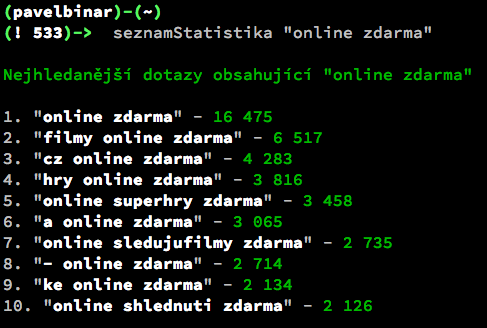 (pavelbinar)-(~)
(! 533)-> seznamStatistika "online zdarma"
Nejhledanější dotazy obsahující "online zdarma"
1. "online zdarma" - 16 475
2. "filmy online zdarma" - 6 517
3. "cz online zdarma" - 4 283
4. "hry online zdarma" - 3 816
5. "online superhry zdarma" - 3 458
6. "a online zdarma" - 3 065
7. "online sledujufilmy zdarma" - 2 735
8. "- online zdarma" - 2 714
9. "ke online zdarma" - 2 134
10. "online shlednuti zdarma" - 2 126